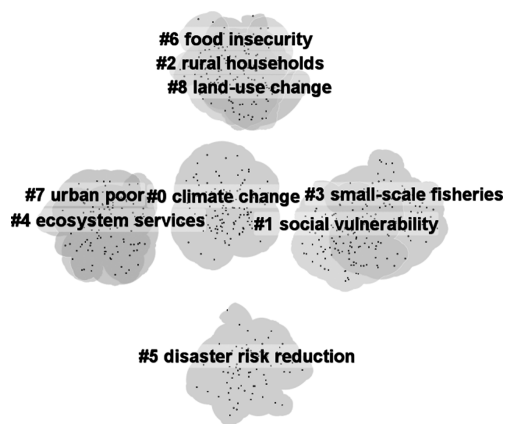 #6 food insecurity
#2 rural households
#8 land-use change
#7 urban poor
#0 climate change
#3 small-scale fisheries
#4 ecosystem services
#1 social vulnerability
#5 disaster risk reduction